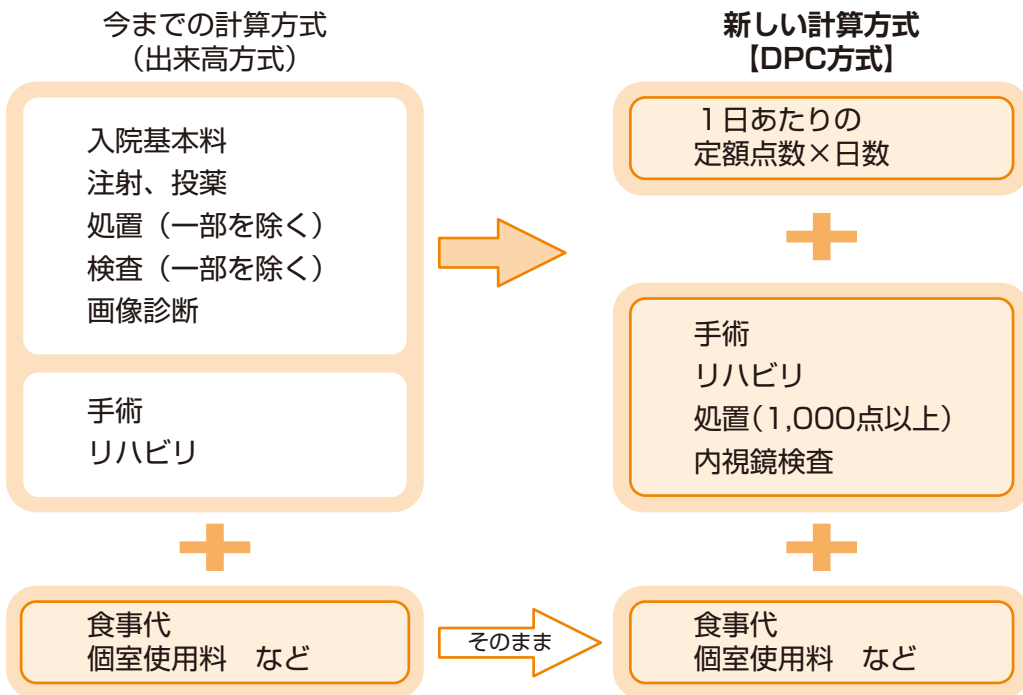 今までの計算方式
（出来高方式）
入院基本料
注射、投薬
処置（一部を除く）
検査（一部を除く）
画像診断
手術
リハビリ
食事代
個室使用料　など
そのまま
新しい計算方式
【DPC方式】
１日あたりの
定額点数×日数
手術
リハビリ
処置（1,000点以上）
内視鏡検査
食事代
個室使用料　など